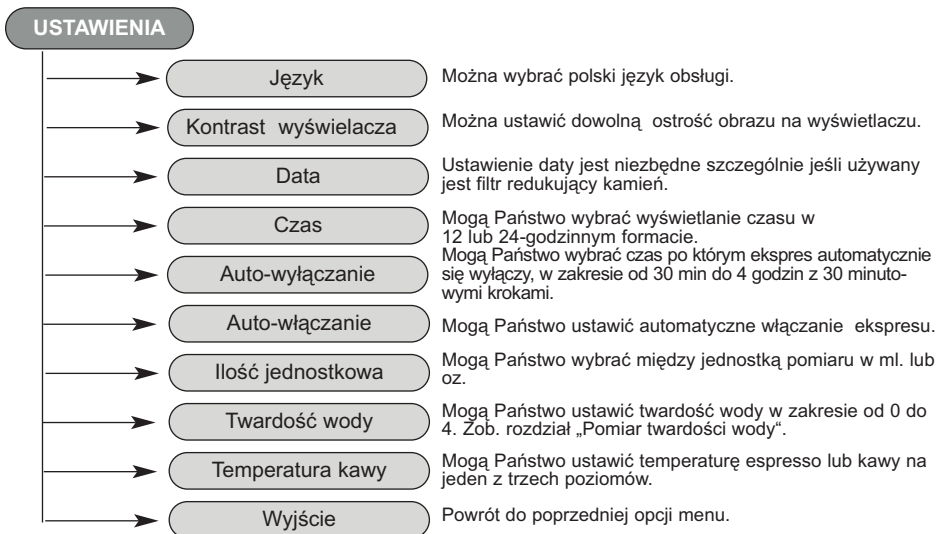 USTAWIENIA
Język
Można wybrać polski język obsługi.
Kontrast wyświelacza
Można ustawić dowolną ostrość obrazu na wyświetlaczu.
Data
Ustawienie daty jest niezbędne szczególnie jeśli używany
jest filtr redukujący kamień.
Czas
Mogą Państwo wybrać wyświetlanie czasu w
12 lub 24-godzinnym formacie.
Auto-wyłączanie
Mogą Państwo wybrać czas po którym ekspres automatycznie
się wyłączy, w zakresie od 30 min do 4 godzin z 30 minuto-
wymi krokami.
Auto-włączanie
Mogą Państwo ustawić automatyczne włączanie ekspresu.
Ilość jednostkowa
Mogą Państwo wybrać między jednostką pomiaru w ml. lub
oz.
Twardość wody
Mogą Państwo ustawić twardość wody w zakresie od 0 do
4. Zob. rozdział „Pomiar twardości wody“.
Temperatura kawy
Mogą Państwo ustawić temperaturę espresso lub kawy na
jeden z trzech poziomów.
Wyjście
Powrót do poprzedniej opcji menu.